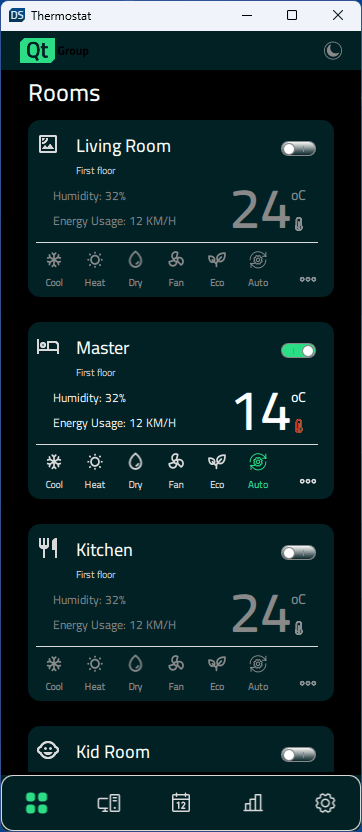 DS Thermostat
Qt Group
Rooms
Living Room
First floor
Humidity: 32%
Energy Usage: 12 KM/H
24 oC
Cool Heat Dry Fan Eco Auto
Master
First floor
Humidity: 32%
Energy Usage: 12 KM/H
14 oC
Cool Heat Dry Fan Eco Auto
Kitchen
First floor
Humidity: 32%
Energy Usage: 12 KM/H
24 oC
Cool Heat Dry Fan Eco Auto
Kid Room
12